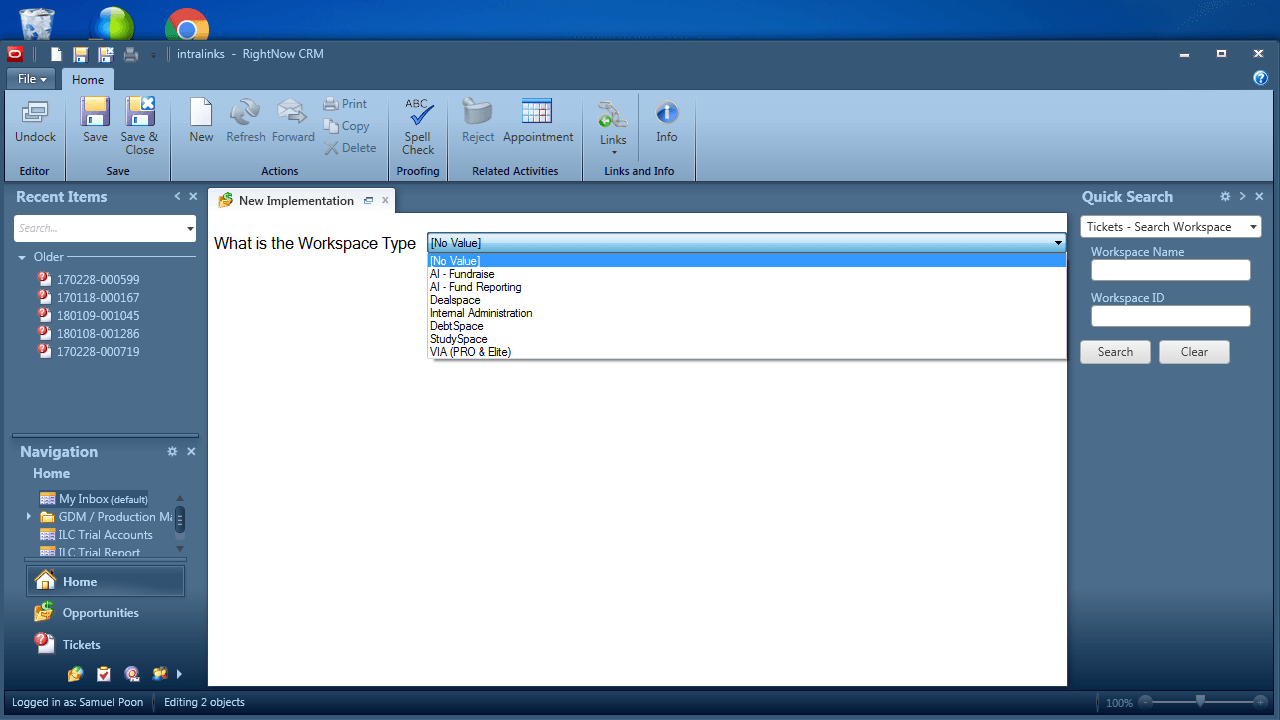 intralinks - RightNow CRM
File
Home
Undock
Save
Save & Close
New
Refresh
Forward
Print
Copy
Delete
ABC
Spell Check
Reject
Appointment
Links
Info
Editor
Save
Actions
Proofing
Related Activities
Links and Info
Recent Items
Search...
Older
170228-000599
170118-000167
180109-001045
180108-001286
170228-000719
Navigation
Home
My Inbox (default)
GDM / Production Ma
ILC Trial Accounts
ILC Trial Report
Home
Opportunities
Tickets
New Implementation
What is the Workspace Type
[No Value]
[No Value]
AI - Fundraise
AI - Fund Reporting
Dealspace
Internal Administration
DebtSpace
StudySpace
VIA (PRO & Elite)
Quick Search
Tickets - Search Workspace
Workspace Name
Workspace ID
Search
Clear
Logged in as: Samuel Poon
Editing 2 objects
100%